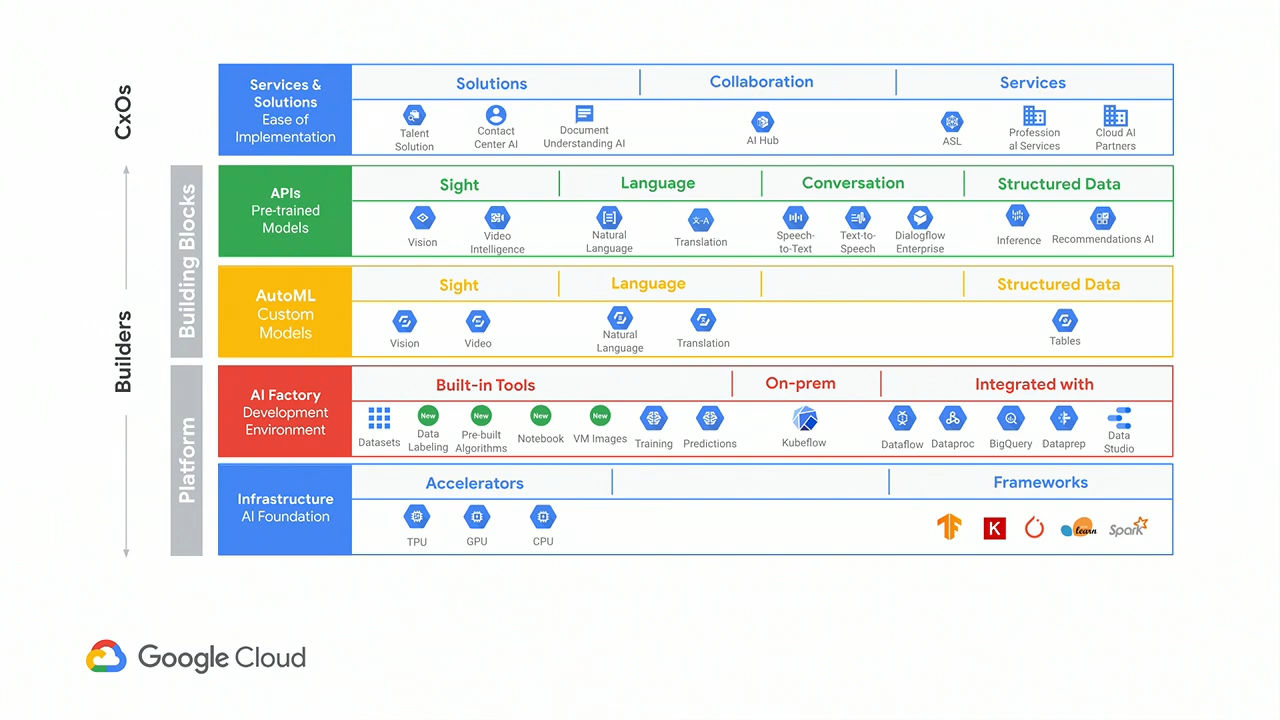 CxOs
Builders
Building Blocks
Platform
Services &
Solutions
Ease of
Implementation
Solutions
Collaboration
Services
Talent
Solution
Contact
Center AI
Document
Understanding AI
AI Hub
ASL
Profession
al Services
Cloud AI
Partners
APIs
Pre-trained
Models
Sight
Language
Conversation
Structured Data
Vision
Video
Intelligence
Natural
Language
Translation
Speech-
to-Text
Text-to-
Speech
Dialogflow
Enterprise
Inference
Recommendations AI
AutoML
Custom
Models
Sight
Language
Structured Data
Vision
Video
Natural
Language
Translation
Tables
AI Factory
Development
Environment
Built-in Tools
On-prem
Integrated with
Datasets
New
Data
Labeling
New
Pre-built
Algorithms
New
Notebook
New
VM Images
Training
Predictions
Kubeflow
Dataflow
Dataproc
BigQuery
Dataprep
Data
Studio
Infrastructure
AI Foundation
Accelerators
Frameworks
TPU
GPU
CPU
K
learn
Spark
Google Cloud